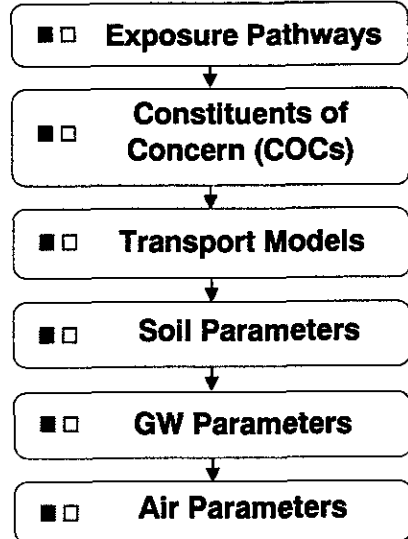 Exposure Pathways
Constituents of
Concern (COCs)
Transport Models
Soil Parameters
GW Parameters
Air Parameters